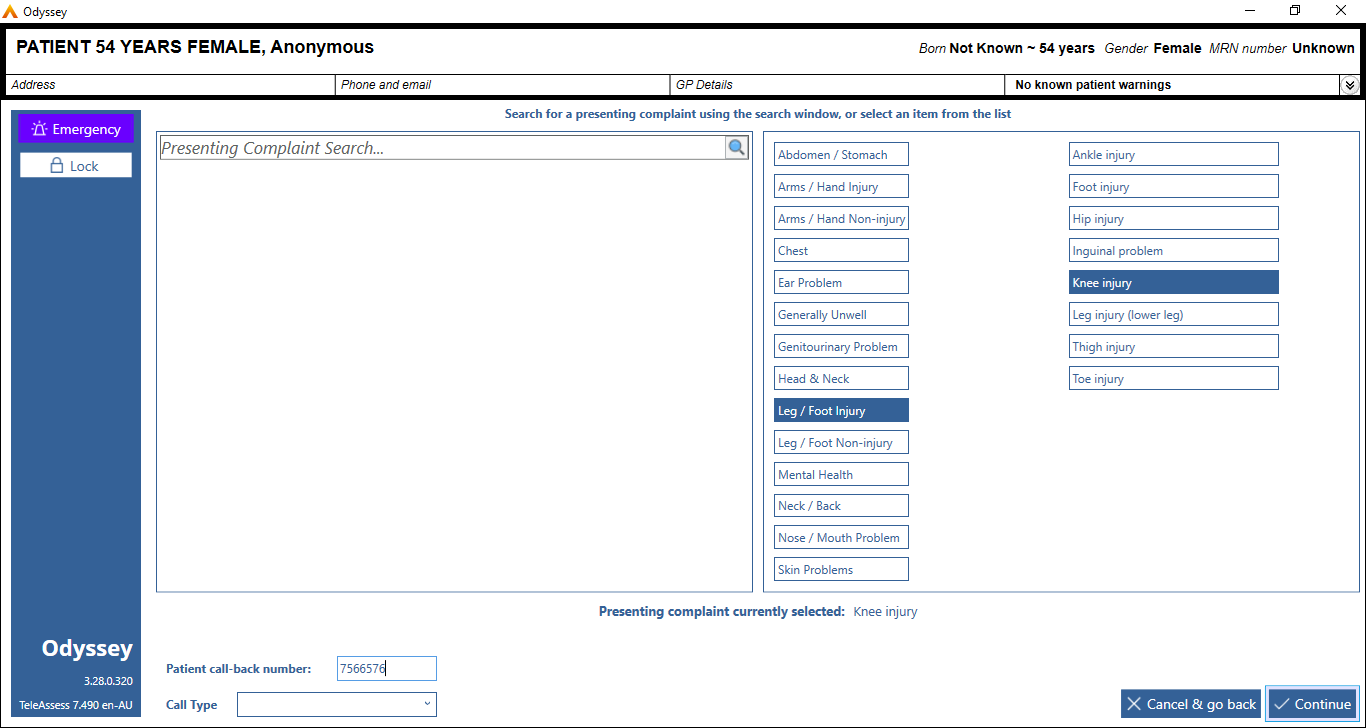 Odyssey
PATIENT 54 YEARS FEMALE, Anonymous
Born Not Known ~ 54 years Gender Female MRN number Unknown
Address
Phone and email
GP Details
No known patient warnings
Emergency
Lock
Search for a presenting complaint using the search window, or select an item from the list
Presenting Complaint Search...
Abdomen / Stomach
Arms / Hand Injury
Arms / Hand Non-injury
Chest
Ear Problem
Generally Unwell
Genitourinary Problem
Head & Neck
Leg / Foot Injury
Leg / Foot Non-injury
Mental Health
Neck / Back
Nose / Mouth Problem
Skin Problems
Ankle injury
Foot injury
Hip injury
Inguinal problem
Knee injury
Leg injury (lower leg)
Thigh injury
Toe injury
Presenting complaint currently selected: Knee injury
Odyssey
3.28.0.320
TeleAssess 7.490 en-AU
Patient call-back number: 7566576
Call Type
Cancel & go back
Continue